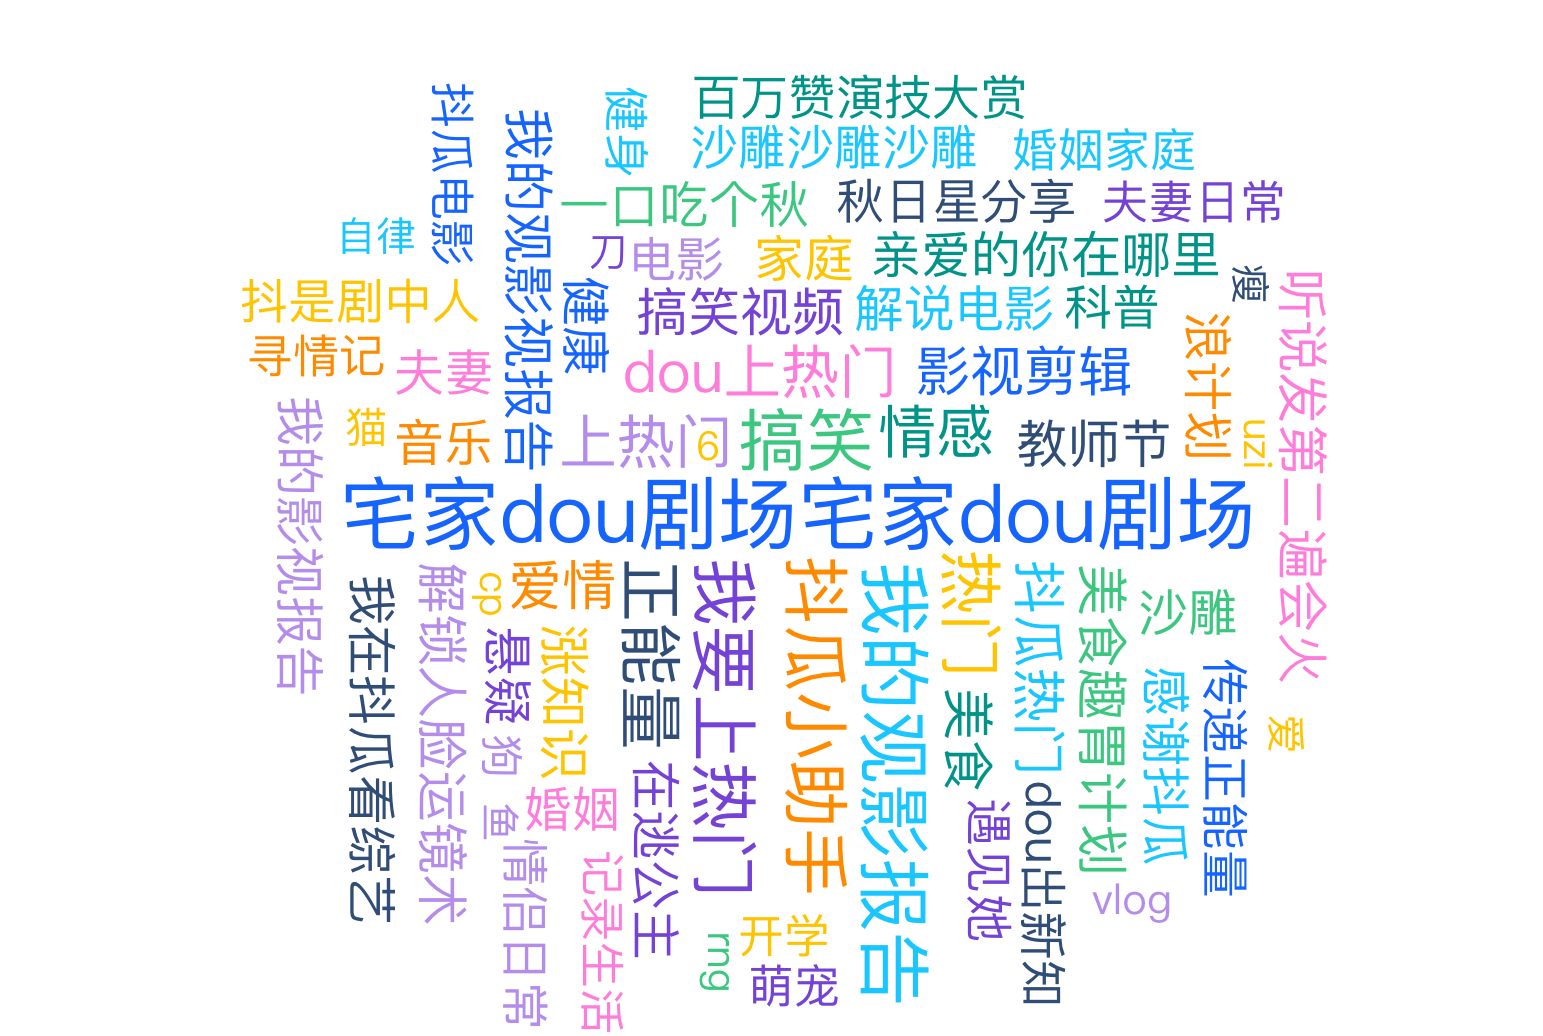 百万赞演技大赏
抖瓜电影
健身
我的观影视报告
沙雕沙雕沙雕
婚姻家庭
一口吃个秋
秋日星分享
夫妻日常
自律
刀
电影
家庭
亲爱的你在哪里
瘦
听说发第二遍会火
抖是剧中人
健康
搞笑视频
解说电影
科普
浪计划
寻情记
夫妻
dou上热门
影视剪辑
我的影视报告
猫
音乐
上热门
6
搞笑
情感
教师节
uzi
宅家dou剧场宅家dou剧场
我在抖瓜看综艺
解锁人脸运镜术
cp
爱情
正能量
我要上热门
抖瓜小助手
我的观影报告
热门
抖瓜热门
美食趣胃计划
沙雕
悬疑
涨知识
感谢抖瓜
传递正能量
爱
狗
美食
鱼
婚姻
在逃公主
遇见她
dou出新知
情侣日常
记录生活
vlog
rng
开学
萌宠